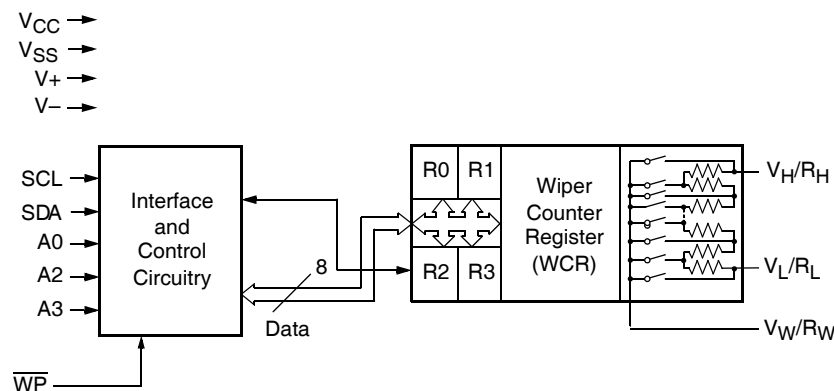 VCC
VSS
V+
V–
SCL
SDA
A0
A2
A3
WP
Interface
and
Control
Circuitry
8
Data
R0 R1
R2 R3
Wiper
Counter
Register
(WCR)
VH/RH
VL/RL
VW/RW